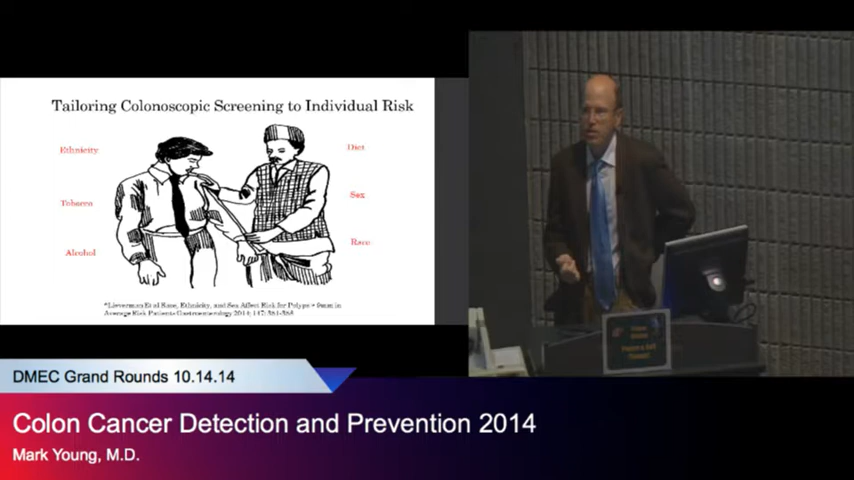 Tailoring Colonoscopic Screening to Individual Risk
Ethnicity
Diet
Tobacco
Sex
Alcohol
Race
*Lieverman Et al Race, Ethnicity, and Sex Affect Risk for Polyps > 9mm in
Average Risk Patients Gastroenterology 2014; 147: 351-358
DMEC Grand Rounds 10.14.14
Colon Cancer Detection and Prevention 2014
Mark Young, M.D.